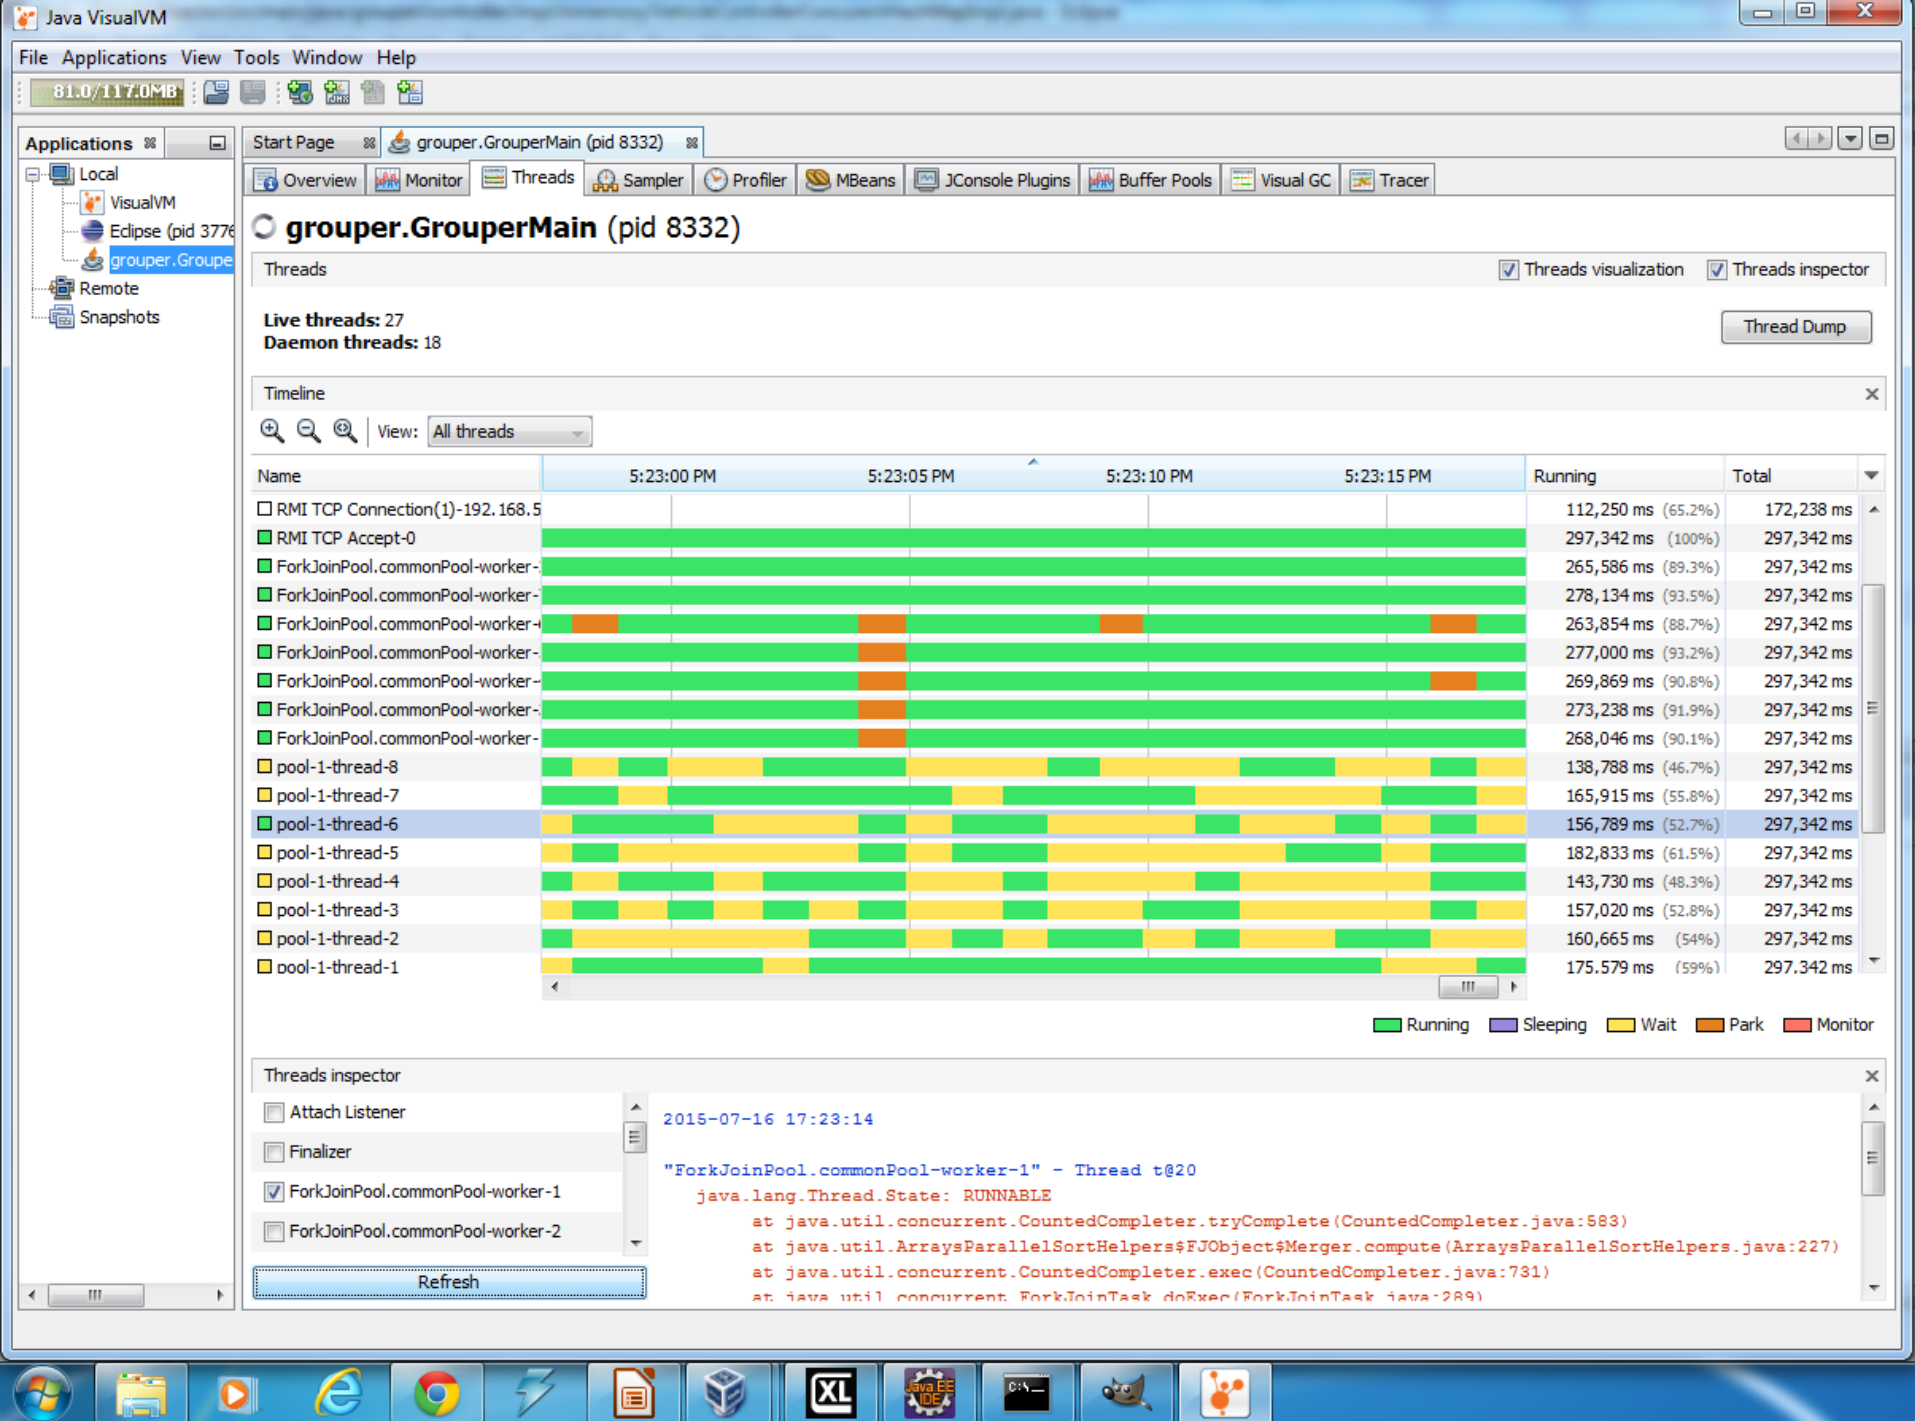 Java VisualVM
File Applications View Tools Window Help
81.0/117.0MB
Applications
Start Page
grouper.GrouperMain (pid 8332)
Local
VisualVM
Eclipse (pid 3776
grouper.Groupe
Remote
Snapshots
Overview Monitor Threads Sampler Profiler MBeans JConsole Plugins Buffer Pools Visual GC Tracer
grouper.GrouperMain (pid 8332)
Threads
Threads visualization Threads inspector
Live threads: 27
Daemon threads: 18
Thread Dump
Timeline
View: All threads
Name 5:23:00 PM 5:23:05 PM 5:23:10 PM 5:23:15 PM Running Total
RMI TCP Connection(1)-192.168.5 112,250 ms (65.2%) 172,238 ms
RMI TCP Accept-0 297,342 ms (100%) 297,342 ms
ForkJoinPool.commonPool-worker- 265,586 ms (89.3%) 297,342 ms
ForkJoinPool.commonPool-worker- 278,134 ms (93.5%) 297,342 ms
ForkJoinPool.commonPool-worker- 263,854 ms (88.7%) 297,342 ms
ForkJoinPool.commonPool-worker- 277,000 ms (93.2%) 297,342 ms
ForkJoinPool.commonPool-worker- 269,869 ms (90.8%) 297,342 ms
ForkJoinPool.commonPool-worker- 273,238 ms (91.9%) 297,342 ms
ForkJoinPool.commonPool-worker- 268,046 ms (90.1%) 297,342 ms
pool-1-thread-8 138,788 ms (46.7%) 297,342 ms
pool-1-thread-7 165,915 ms (55.8%) 297,342 ms
pool-1-thread-6 156,789 ms (52.7%) 297,342 ms
pool-1-thread-5 182,833 ms (61.5%) 297,342 ms
pool-1-thread-4 143,730 ms (48.3%) 297,342 ms
pool-1-thread-3 157,020 ms (52.8%) 297,342 ms
pool-1-thread-2 160,665 ms (54%) 297,342 ms
pool-1-thread-1 175,579 ms (59%) 297,342 ms
Running Sleeping Wait Park Monitor
Threads inspector
Attach Listener
Finalizer
ForkJoinPool.commonPool-worker-1
ForkJoinPool.commonPool-worker-2
Refresh
2015-07-16 17:23:14
"ForkJoinPool.commonPool-worker-1" - Thread t@20
java.lang.Thread.State: RUNNABLE
at java.util.concurrent.CountedCompleter.tryComplete(CountedCompleter.java:583)
at java.util.ArraysParallelSortHelpers$FJObject$Merger.compute(ArraysParallelSortHelpers.java:227)
at java.util.concurrent.CountedCompleter.exec(CountedCompleter.java:731)
at java.util.concurrent.ForkJoinTask.doExec(ForkJoinTask.java:289)
XL
Java EE
IDE
C:\_